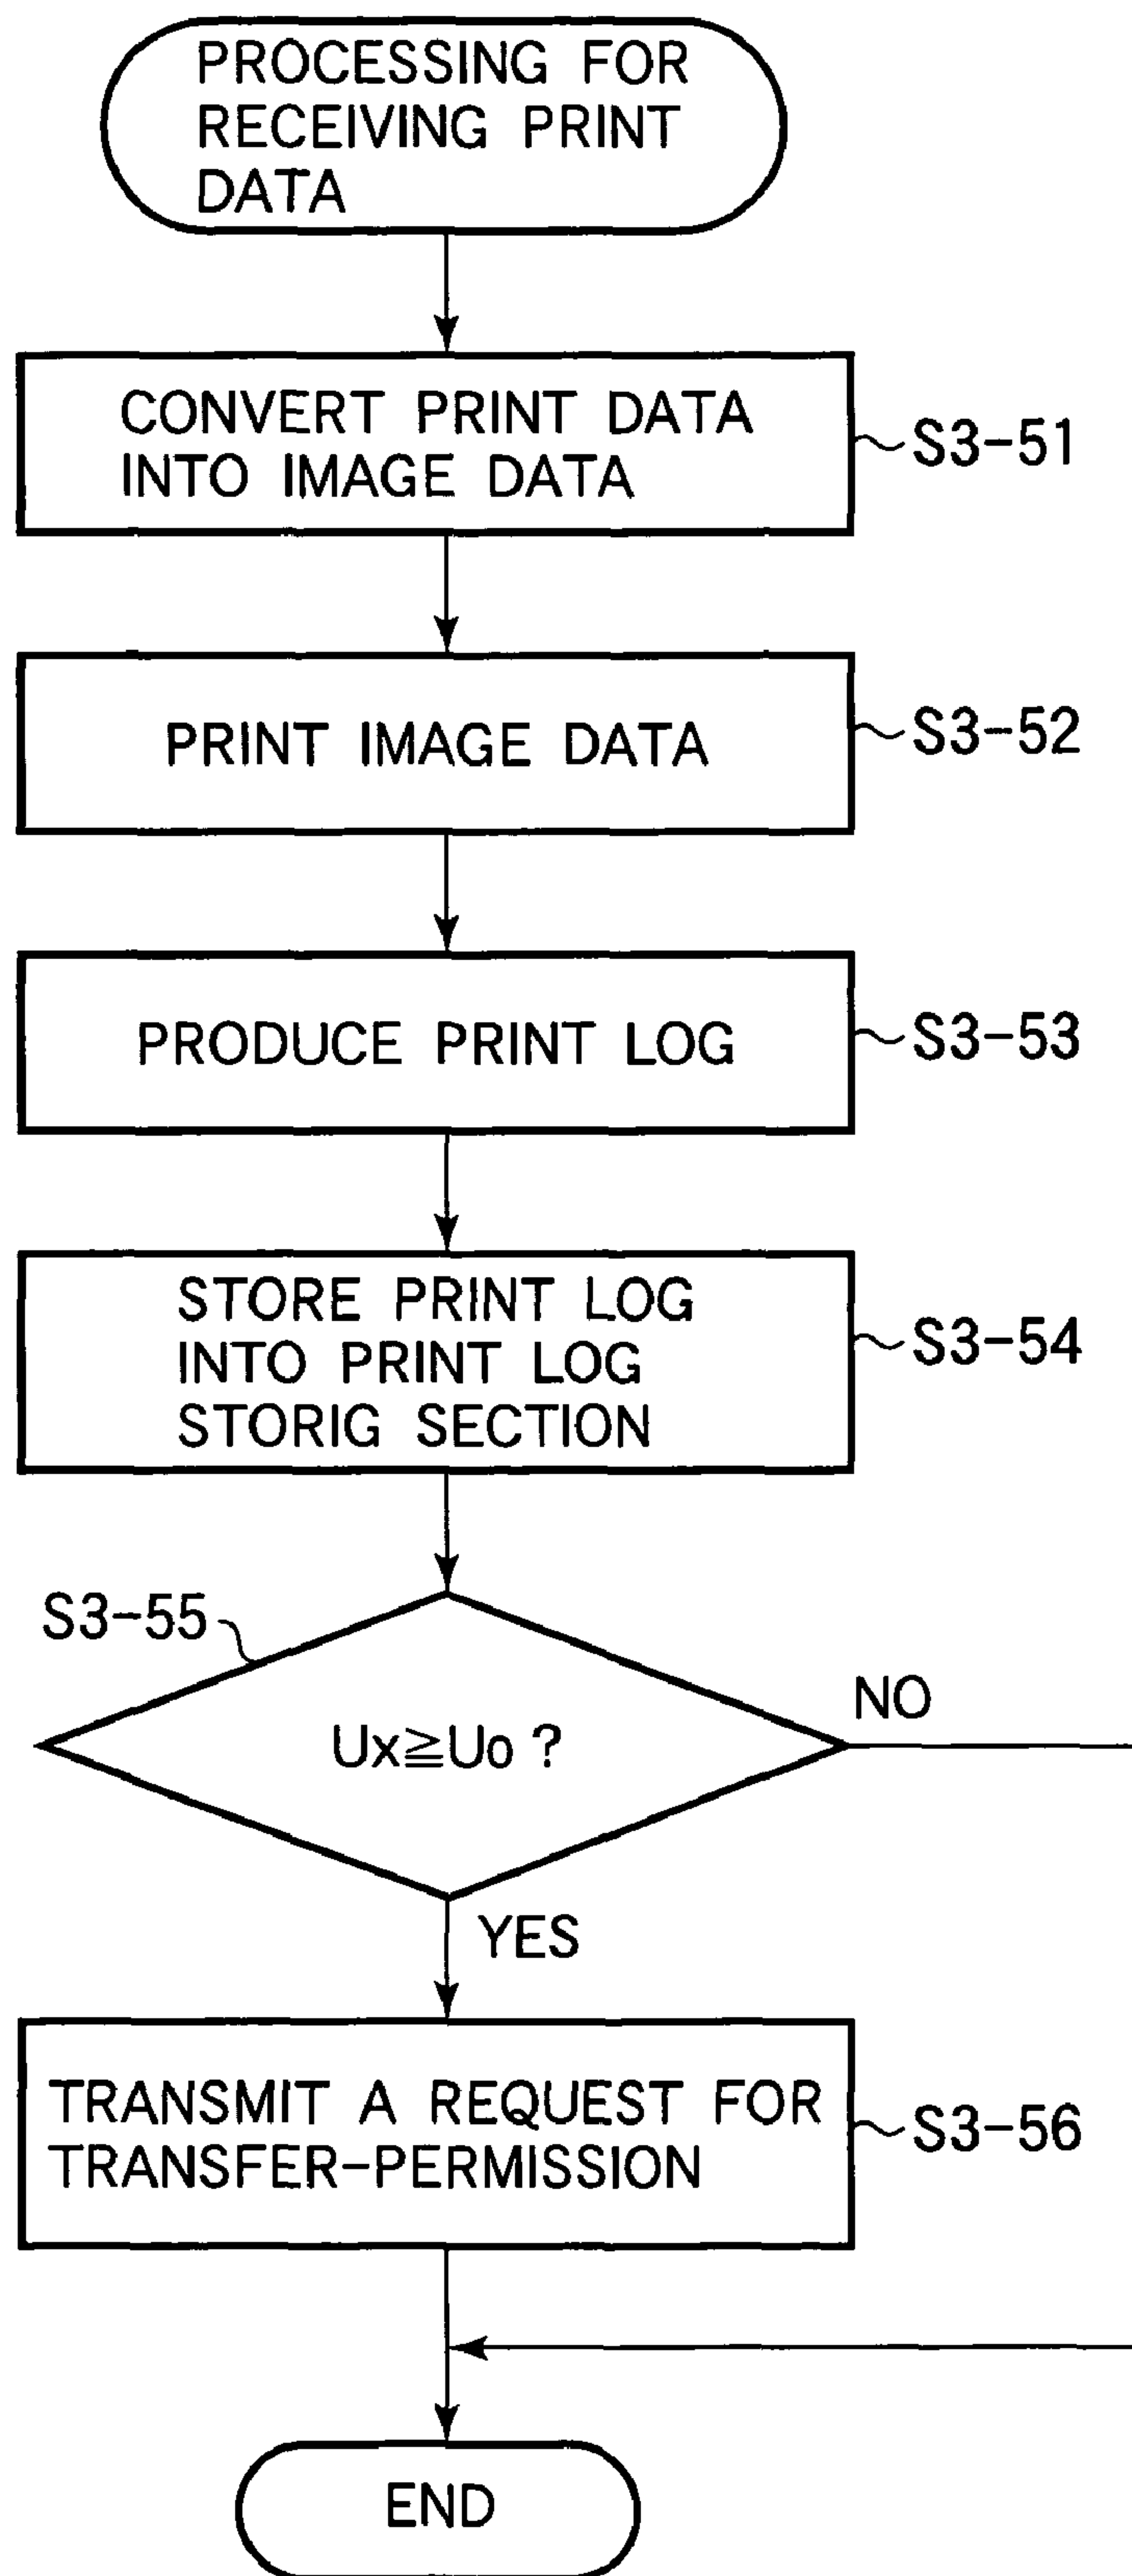 PROCESSING FOR
RECEIVING PRINT
DATA
CONVERT PRINT DATA
INTO IMAGE DATA
S3-51
PRINT IMAGE DATA
S3-52
PRODUCE PRINT LOG
S3-53
STORE PRINT LOG
INTO PRINT LOG
STORIG SECTION
S3-54
S3-55
Ux≧Uo ?
NO
YES
TRANSMIT A REQUEST FOR
TRANSFER-PERMISSION
S3-56
END